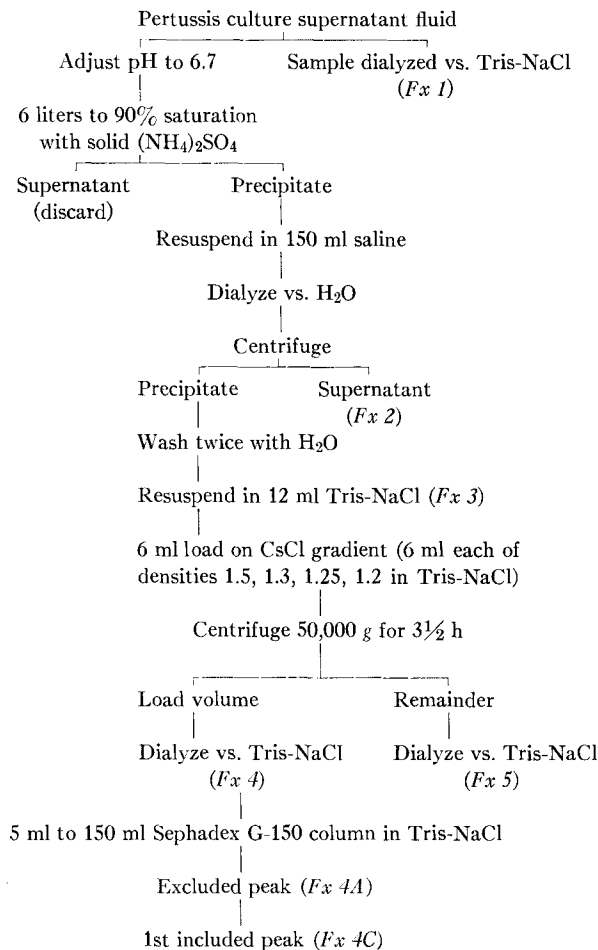 Pertussis culture supernatant fluid
Adjust pH to 6.7
Sample dialyzed vs. Tris-NaCl
(Fx 1)
6 liters to 90% saturation
with solid (NH4)2SO4
Supernatant
(discard)
Precipitate
Resuspend in 150 ml saline
Dialyze vs. H2O
Centrifuge
Precipitate
Supernatant
(Fx 2)
Wash twice with H2O
Resuspend in 12 ml Tris-NaCl (Fx 3)
6 ml load on CsCl gradient (6 ml each of
densities 1.5, 1.3, 1.25, 1.2 in Tris-NaCl)
Centrifuge 50,000 g for 3½ h
Load volume
Remainder
Dialyze vs. Tris-NaCl
(Fx 4)
Dialyze vs. Tris-NaCl
(Fx 5)
5 ml to 150 ml Sephadex G-150 column in Tris-NaCl
Excluded peak (Fx 4A)
1st included peak (Fx 4C)